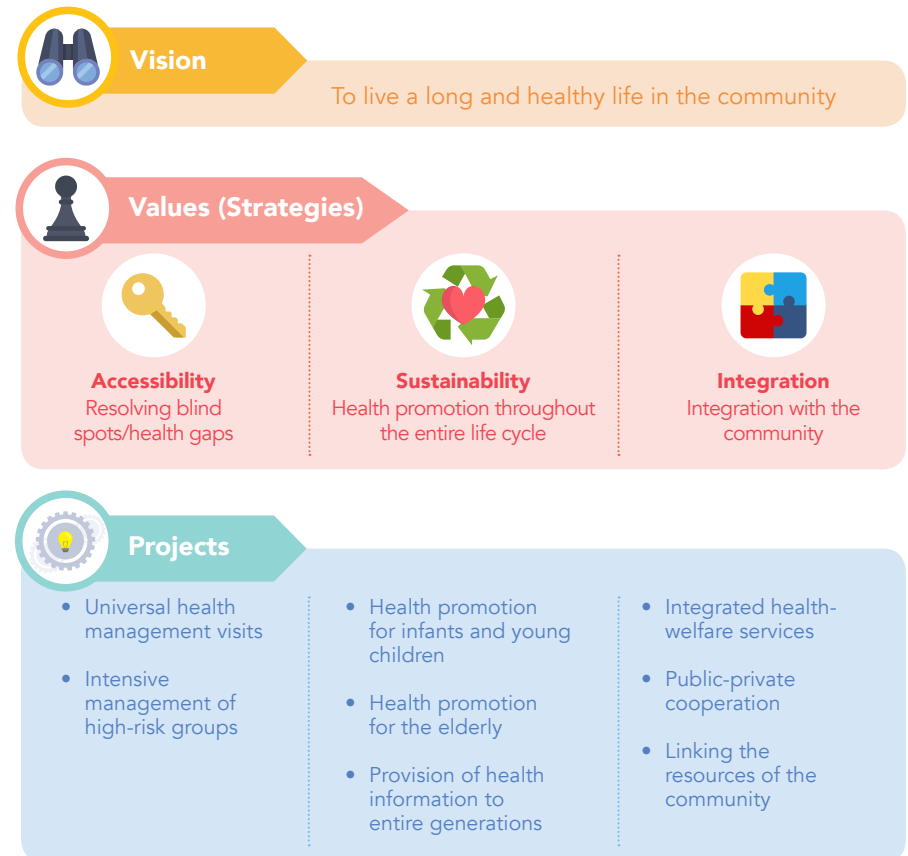 Vision
To live a long and healthy life in the community
Values (Strategies)
Accessibility
Resolving blind
spots/health gaps
Sustainability
Health promotion throughout
the entire life cycle
Integration
Integration with the
community
Projects
• Universal health
management visits
• Intensive
management of
high-risk groups
• Health promotion
for infants and young
children
• Health promotion
for the elderly
• Provision of health
information to
entire generations
• Integrated health-
welfare services
• Public-private
cooperation
• Linking the
resources of the
community